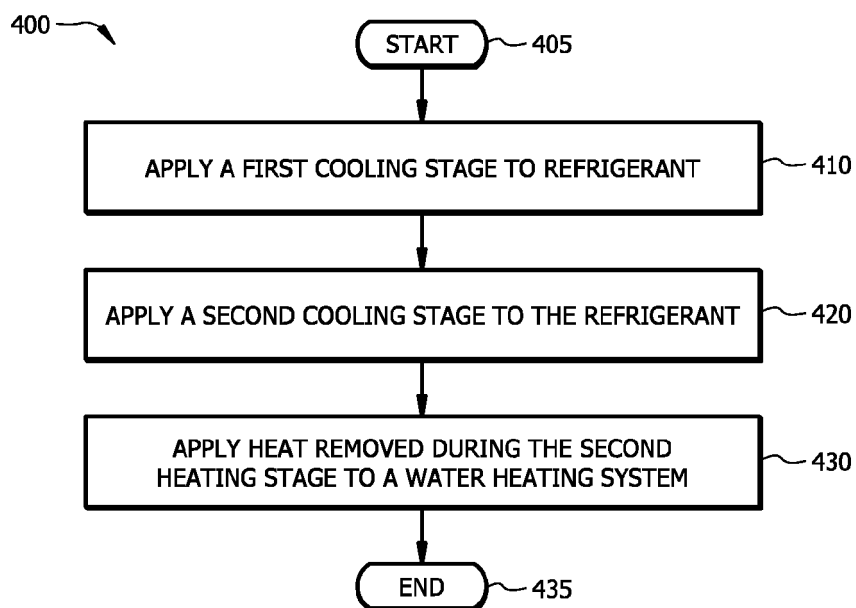 400
START
405
APPLY A FIRST COOLING STAGE TO REFRIGERANT
410
APPLY A SECOND COOLING STAGE TO THE REFRIGERANT
420
APPLY HEAT REMOVED DURING THE SECOND
HEATING STAGE TO A WATER HEATING SYSTEM
430
END
435